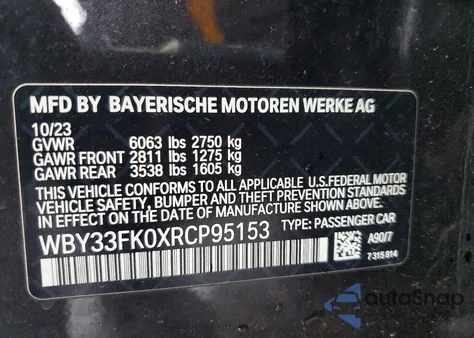 MFD BY BAYERISCHE MOTOREN WERKE AG
10/23
GVWR 6063 lbs 2750 kg
GAWR FRONT 2811 lbs 1275 kg
GAWR REAR 3538 lbs 1605 kg
THIS VEHICLE CONFORMS TO ALL APPLICABLE U.S.FEDERAL MOTOR
VEHICLE SAFETY, BUMPER, AND THEFT PREVENTION STANDARDS
IN EFFECT ON THE DATE OF MANUFACTURE SHOWN ABOVE.
WBY33FK0XRCP95153 TYPE: PASSENGER CAR
A90/7
7 315 814
autoSnap